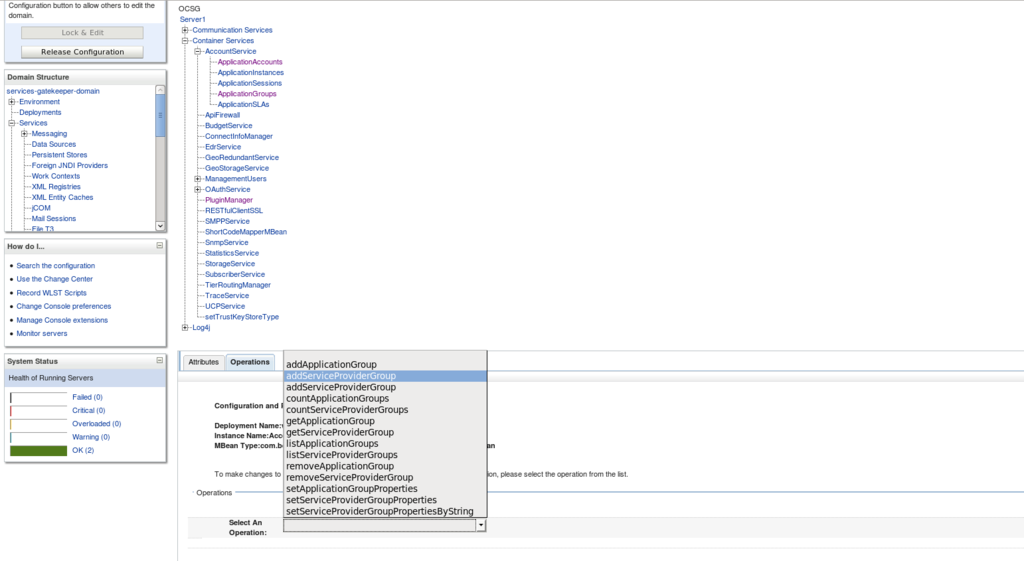 Configuration button to allow others to edit the
domain.
Lock & Edit
Release Configuration
Domain Structure
services-gatekeeper-domain
Environment
Deployments
Services
Messaging
Data Sources
Persistent Stores
Foreign JNDI Providers
Work Contexts
XML Registries
XML Entity Caches
jCOM
Mail Sessions
File T3
How do I...
Search the configuration
Use the Change Center
Record WLST Scripts
Change Console preferences
Manage Console extensions
Monitor servers
System Status
Health of Running Servers
Failed (0)
Critical (0)
Overloaded (0)
Warning (0)
OK (2)
OCSG
Server1
Communication Services
Container Services
AccountService
ApplicationAccounts
ApplicationInstances
ApplicationSessions
ApplicationGroups
ApplicationSLAs
ApiFirewall
BudgetService
ConnectInfoManager
EdrService
GeoRedundantService
GeoStorageService
ManagementUsers
OAuthService
PluginManager
RESTfulClientSSL
SMPPService
ShortCodeMapperMBean
SnmpService
StatisticsService
StorageService
SubscriberService
TierRoutingManager
TraceService
UCPService
setTrustKeyStoreType
Log4j
Attributes
Operations
Configuration and
Deployment Name:
Instance Name:Acc
MBean Type:com.b
an
To make changes to
on, please select the operation from the list.
Operations
addApplicationGroup
addServiceProviderGroup
addServiceProviderGroup
countApplicationGroups
countServiceProviderGroups
getApplicationGroup
getServiceProviderGroup
listApplicationGroups
listServiceProviderGroups
removeApplicationGroup
removeServiceProviderGroup
setApplicationGroupProperties
setServiceProviderGroupProperties
setServiceProviderGroupPropertiesByString
Select An
Operation: